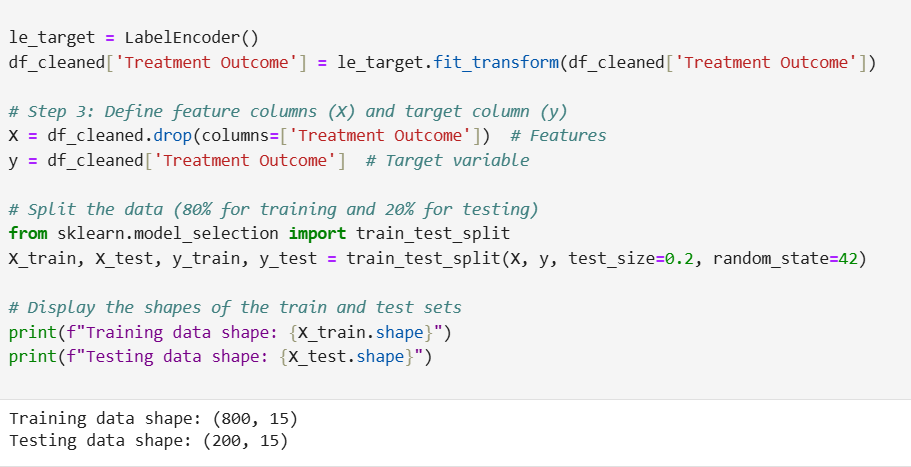 le_target = LabelEncoder()
df_cleaned['Treatment Outcome'] = le_target.fit_transform(df_cleaned['Treatment Outcome'])
# Step 3: Define feature columns (X) and target column (y)
X = df_cleaned.drop(columns=['Treatment Outcome'])  # Features
y = df_cleaned['Treatment Outcome']  # Target variable
# Split the data (80% for training and 20% for testing)
from sklearn.model_selection import train_test_split
X_train, X_test, y_train, y_test = train_test_split(X, y, test_size=0.2, random_state=42)
# Display the shapes of the train and test sets
print(f"Training data shape: {X_train.shape}")
print(f"Testing data shape: {X_test.shape}")
Training data shape: (800, 15)
Testing data shape: (200, 15)